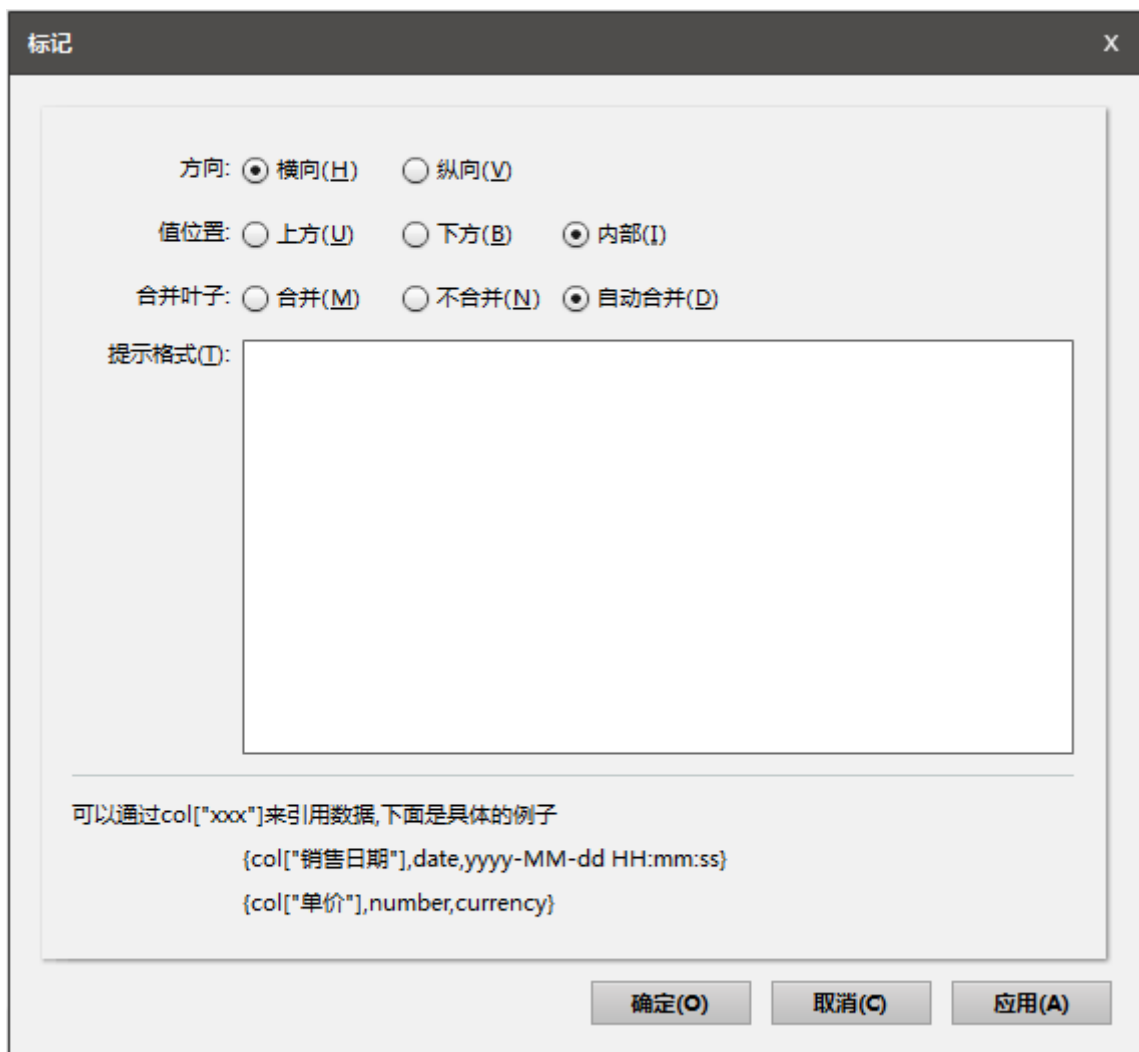 标记 X
方向: 横向(H) 纵向(V)
值位置: 上方(U) 下方(B) 内部(I)
合并叶子: 合并(M) 不合并(N) 自动合并(D)
提示格式(T):
可以通过col["xxx"]来引用数据,下面是具体的例子
{col["销售日期"],date,yyyy-MM-dd HH:mm:ss}
{col["单价"],number,currency}
确定(O) 取消(C) 应用(A)